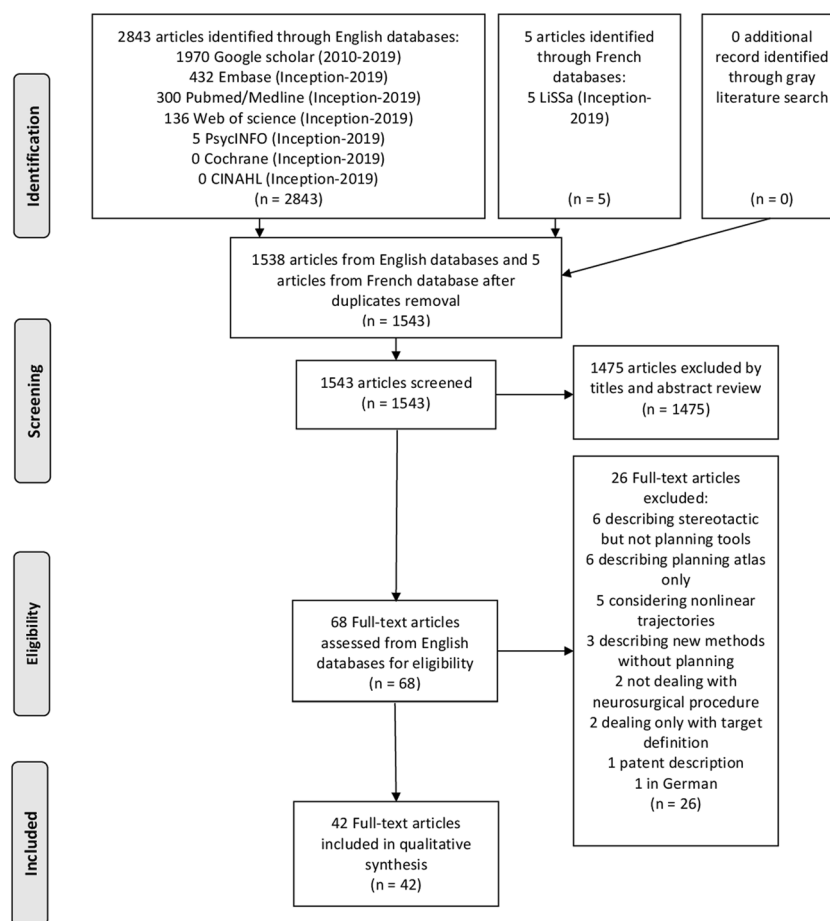 Identification
2843 articles identified through English databases:
1970 Google scholar (2010-2019)
432 Embase (Inception-2019)
300 Pubmed/Medline (Inception-2019)
136 Web of science (Inception-2019)
5 PsycINFO (Inception-2019)
0 Cochrane (Inception-2019)
0 CINAHL (Inception-2019)
(n = 2843)
5 articles identified
through French
databases:
5 LiSSa (Inception-
2019)
(n = 5)
0 additional
record identified
through gray
literature search
(n = 0)
1538 articles from English databases and 5
articles from French database after
duplicates removal
(n = 1543)
Screening
1543 articles screened
(n = 1543)
1475 articles excluded by
titles and abstract review
(n = 1475)
Eligibility
68 Full-text articles
assessed from English
databases for eligibility
(n = 68)
26 Full-text articles
excluded:
6 describing stereotactic
but not planning tools
6 describing planning atlas
only
5 considering nonlinear
trajectories
3 describing new methods
without planning
2 not dealing with
neurosurgical procedure
2 dealing only with target
definition
1 patent description
1 in German
(n = 26)
Included
42 Full-text articles
included in qualitative
synthesis
(n = 42)